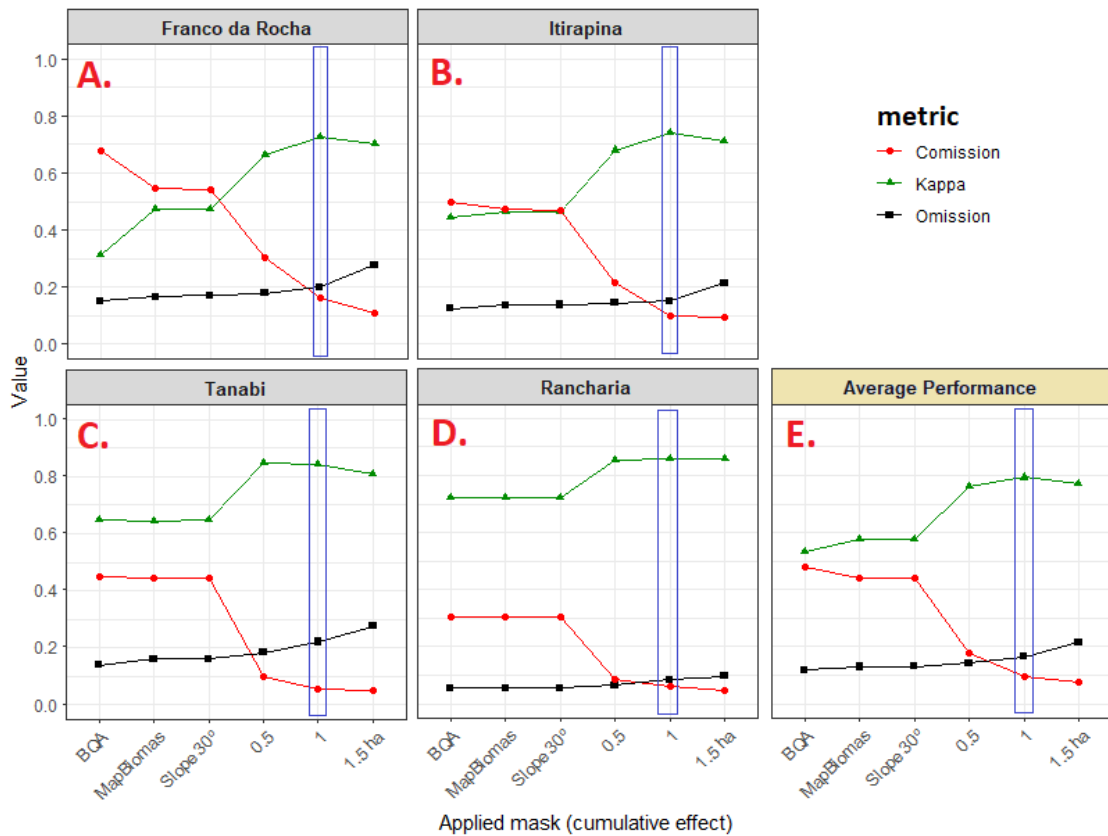 Franco da Rocha
Itirapina
A.
B.
1.0
0.8
0.6
0.4
0.2
0.0
metric
Comission
Kappa
Omission
Value
Tanabi
Rancharia
Average Performance
C.
D.
E.
1.0
0.8
0.6
0.4
0.2
0.0
BQA
MapBiomas
Slope 30º
0.5
1
1.5 ha
BQA
MapBiomas
Slope 30º
0.5
1
1.5 ha
BQA
MapBiomas
Slope 30º
0.5
1
1.5 ha
Applied mask (cumulative effect)